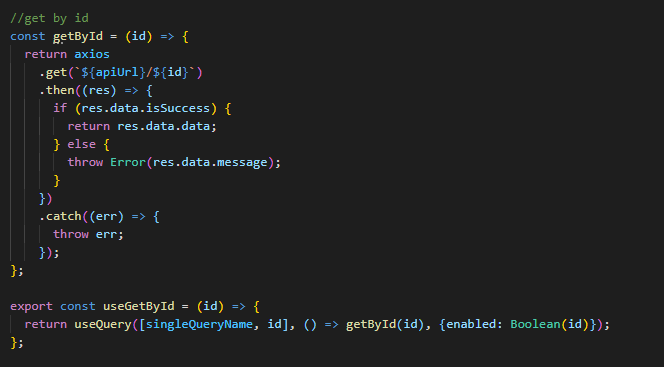 //get by id
const getById = (id) => {
  return axios
    .get(`${apiUrl}/${id}`)
    .then((res) => {
      if (res.data.isSuccess) {
        return res.data.data;
      } else {
        throw Error(res.data.message);
      }
    })
    .catch((err) => {
      throw err;
    });
};

export const useGetById = (id) => {
  return useQuery([singleQueryName, id], () => getById(id), {enabled: Boolean(id)});
};